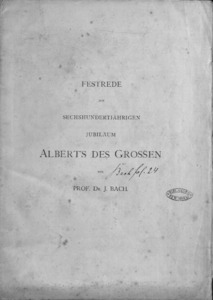 FESTREDE
ZUM
SECHSHUNDERTJÄHRIGEN
JUBILÄUM
ALBERTS DES GROSSEN
VON
PROF. DR. J. BACH.